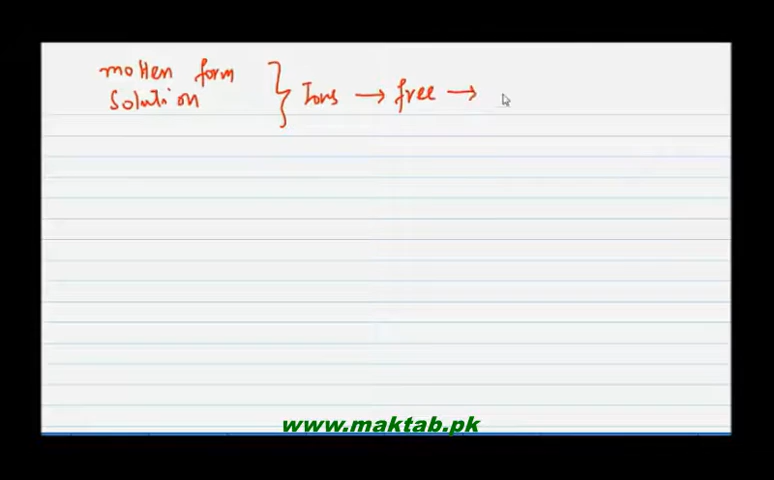 molten form
Solution } Ions → free →
www.maktab.pk